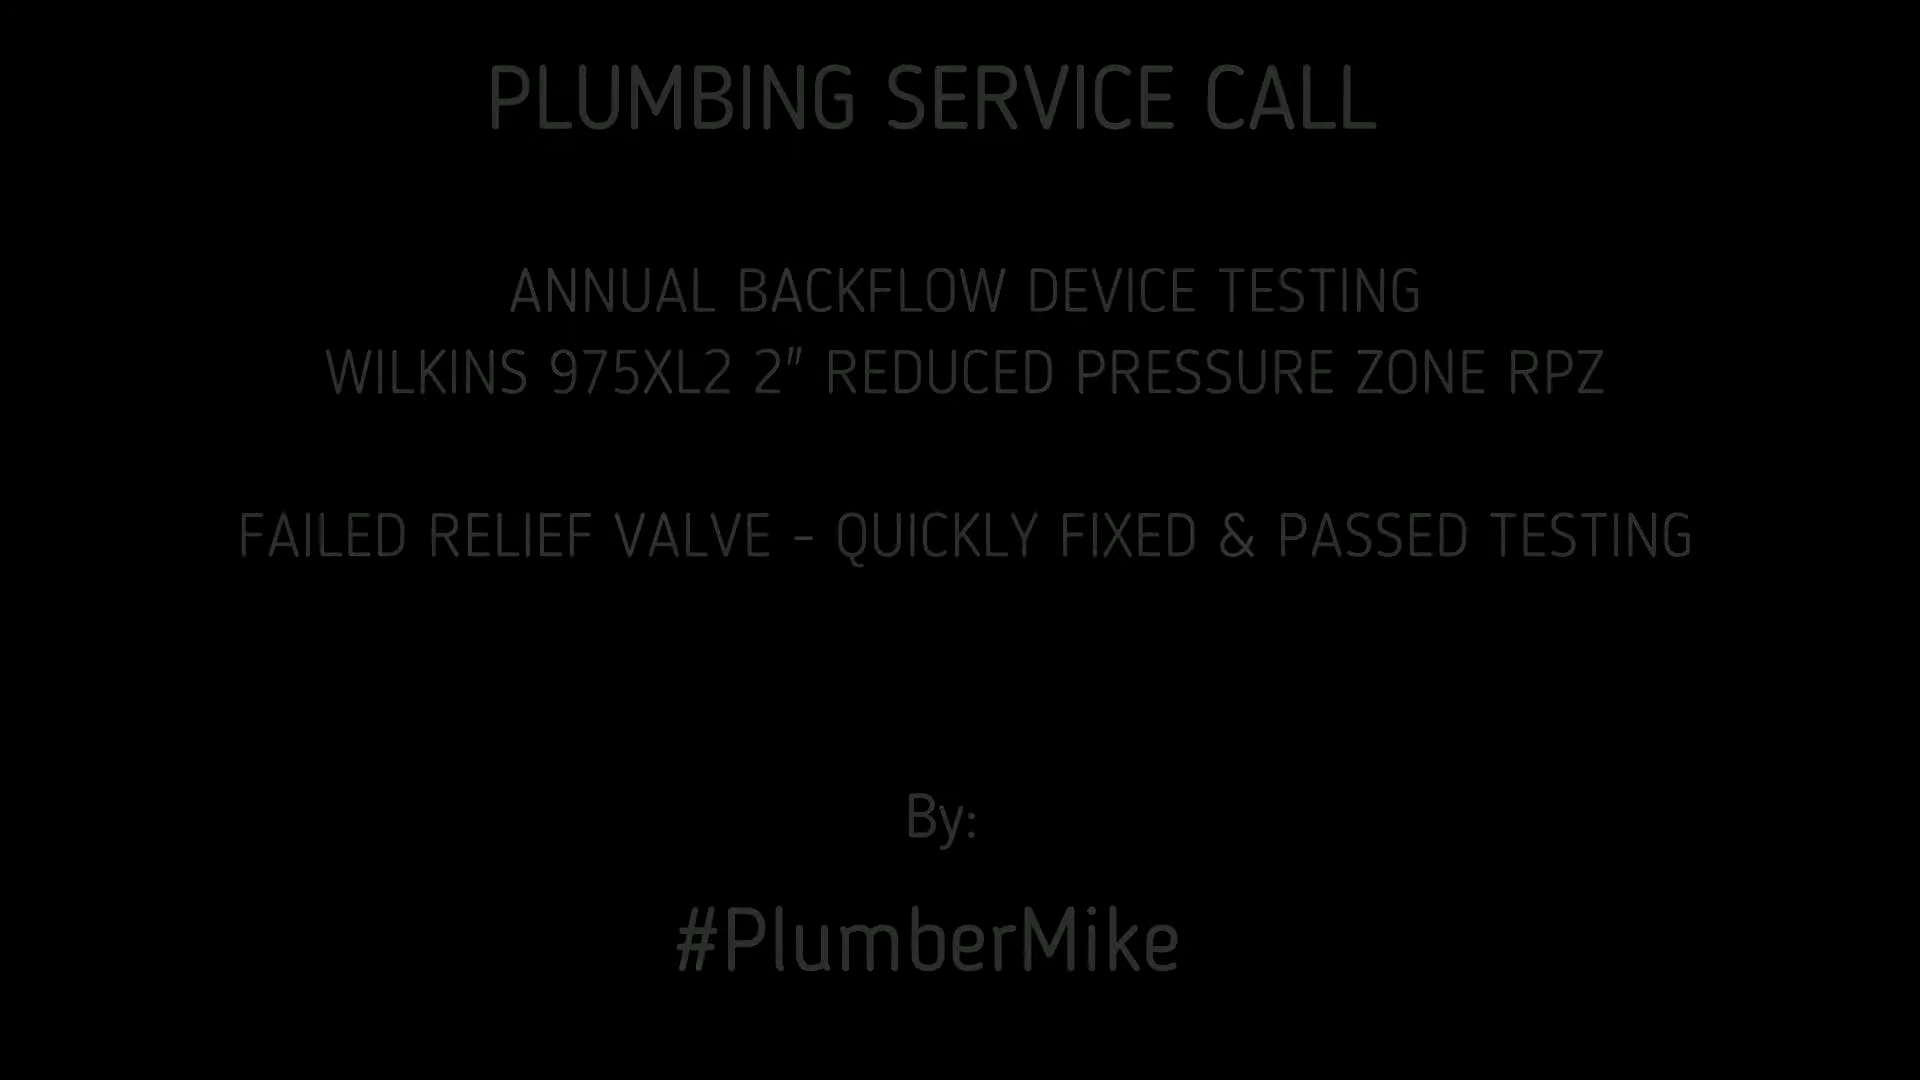 PLUMBING SERVICE CALL
ANNUAL BACKFLOW DEVICE TESTING
WILKINS 975XL2 2" REDUCED PRESSURE ZONE RPZ
FAILED RELIEF VALVE - QUICKLY FIXED & PASSED TESTING
By:
#PlumberMike